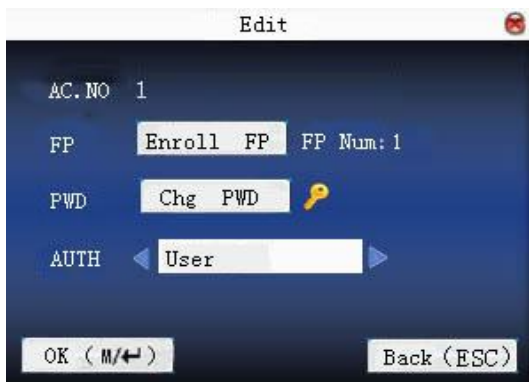 Edit
AC.NO 1
FP Enroll FP FP Num:1
PWD Chg PWD
AUTH User
OK (M/↵) Back(ESC)